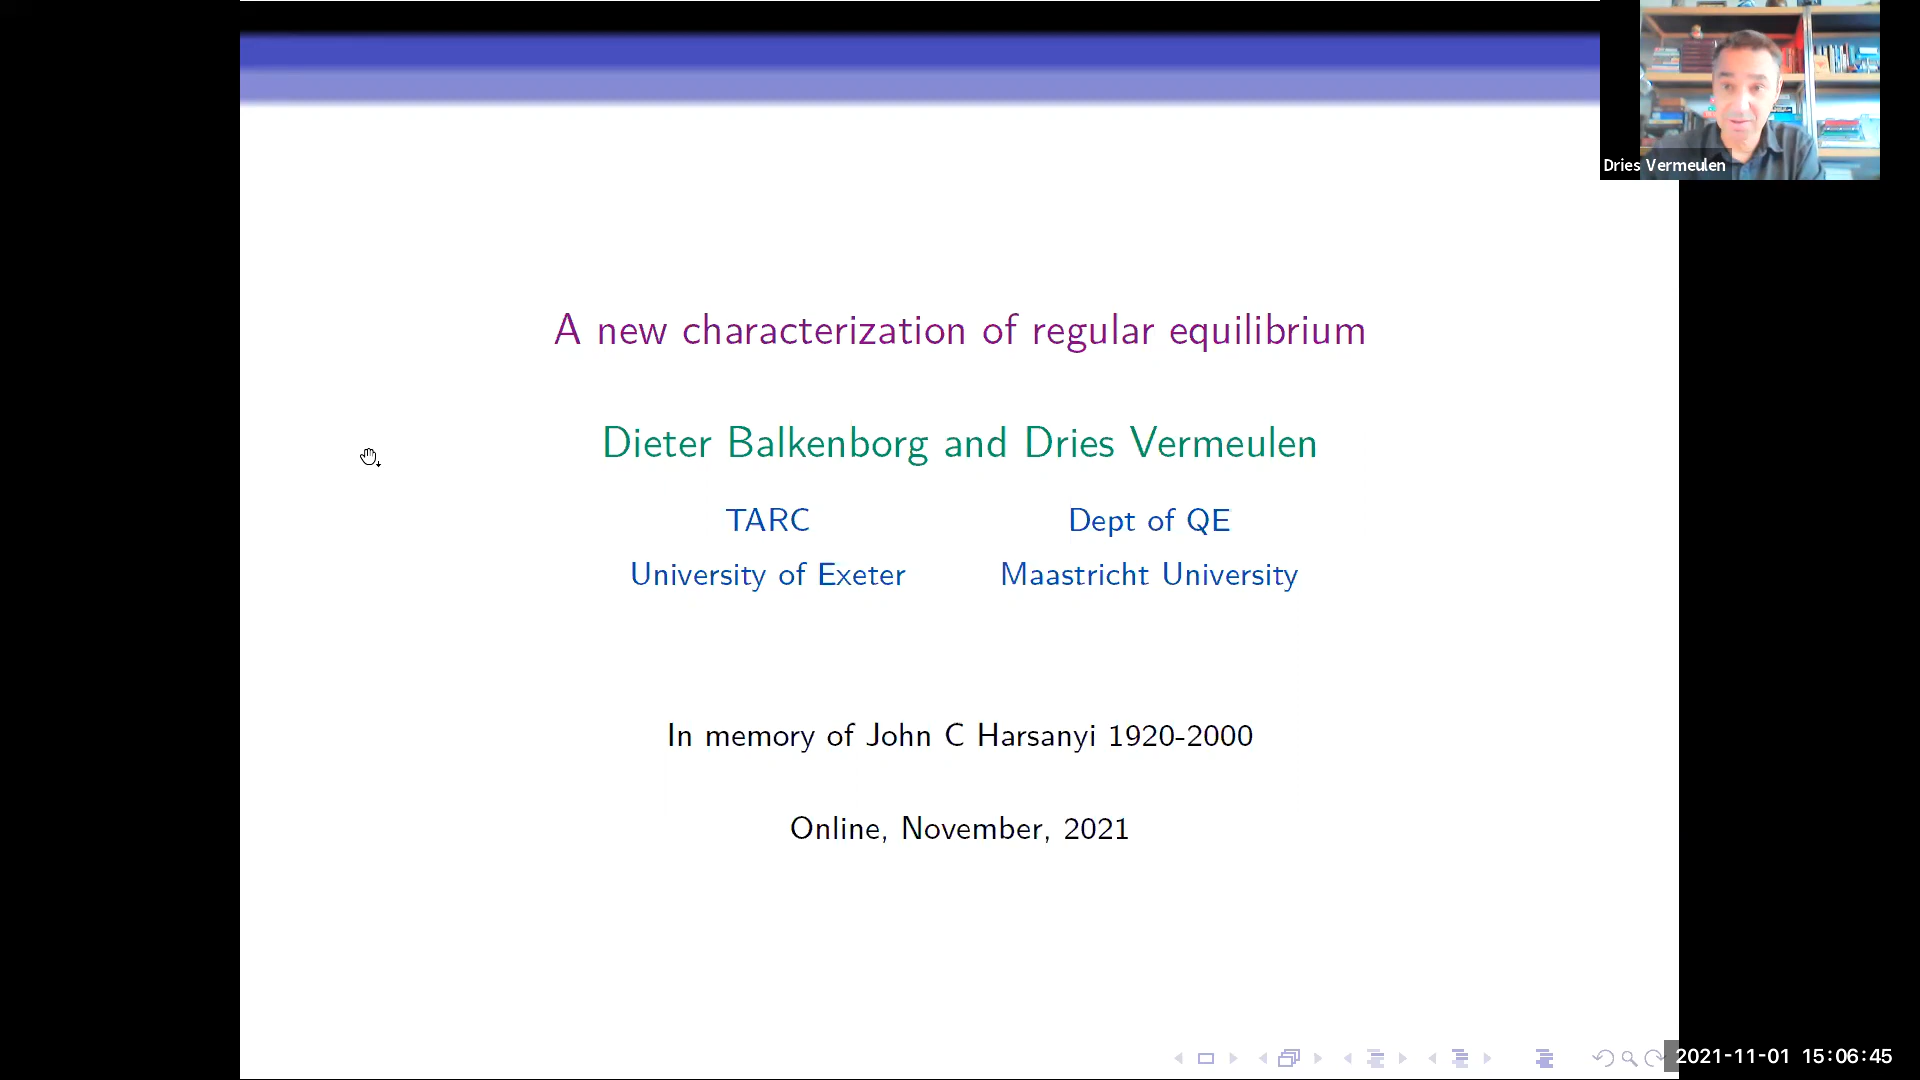 Dries Vermeulen
A new characterization of regular equilibrium
Dieter Balkenborg and Dries Vermeulen
TARC Dept of QE
University of Exeter Maastricht University
In memory of John C Harsanyi 1920-2000
Online, November, 2021
2021-11-01 15:06:45